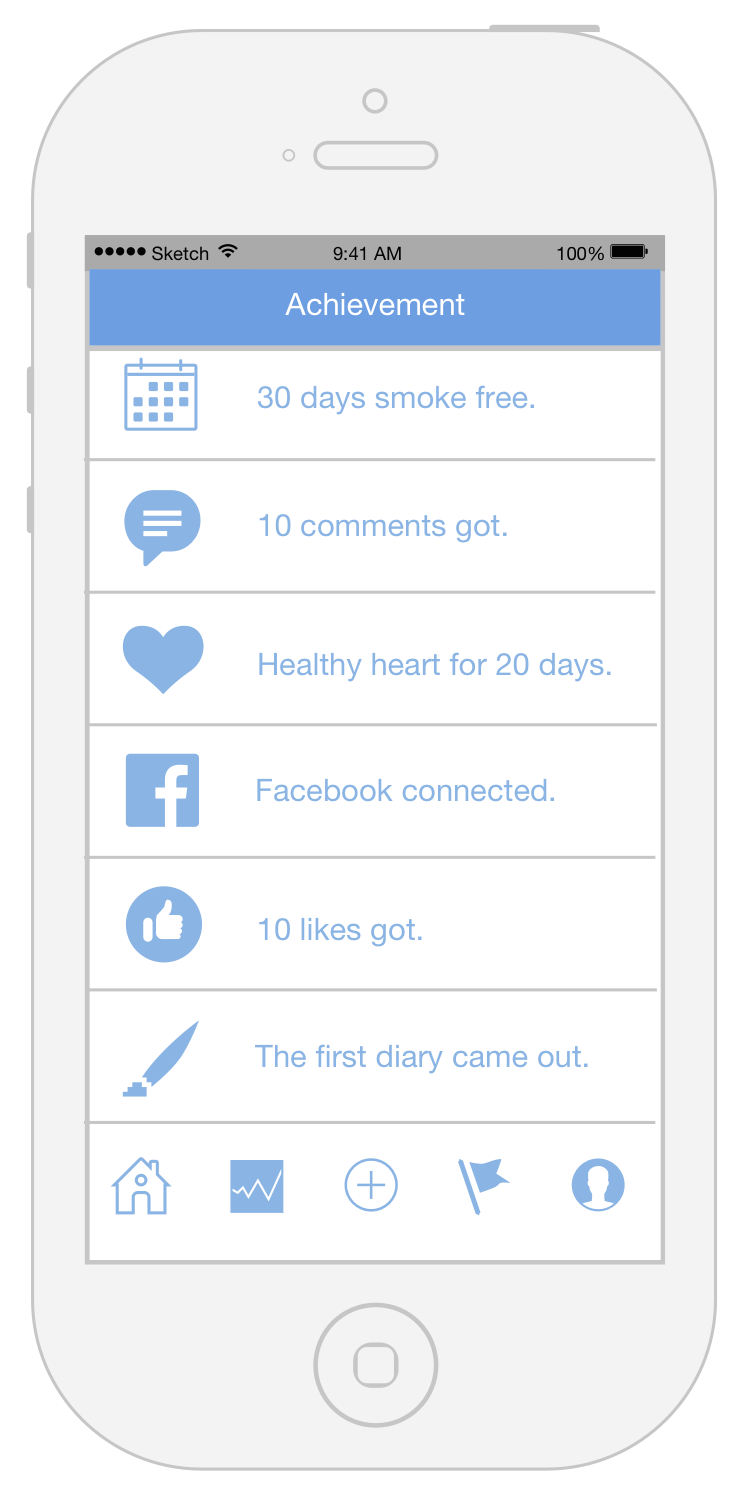 Sketch 9:41 AM 100%
Achievement
30 days smoke free.
10 comments got.
Healthy heart for 20 days.
Facebook connected.
10 likes got.
The first diary came out.